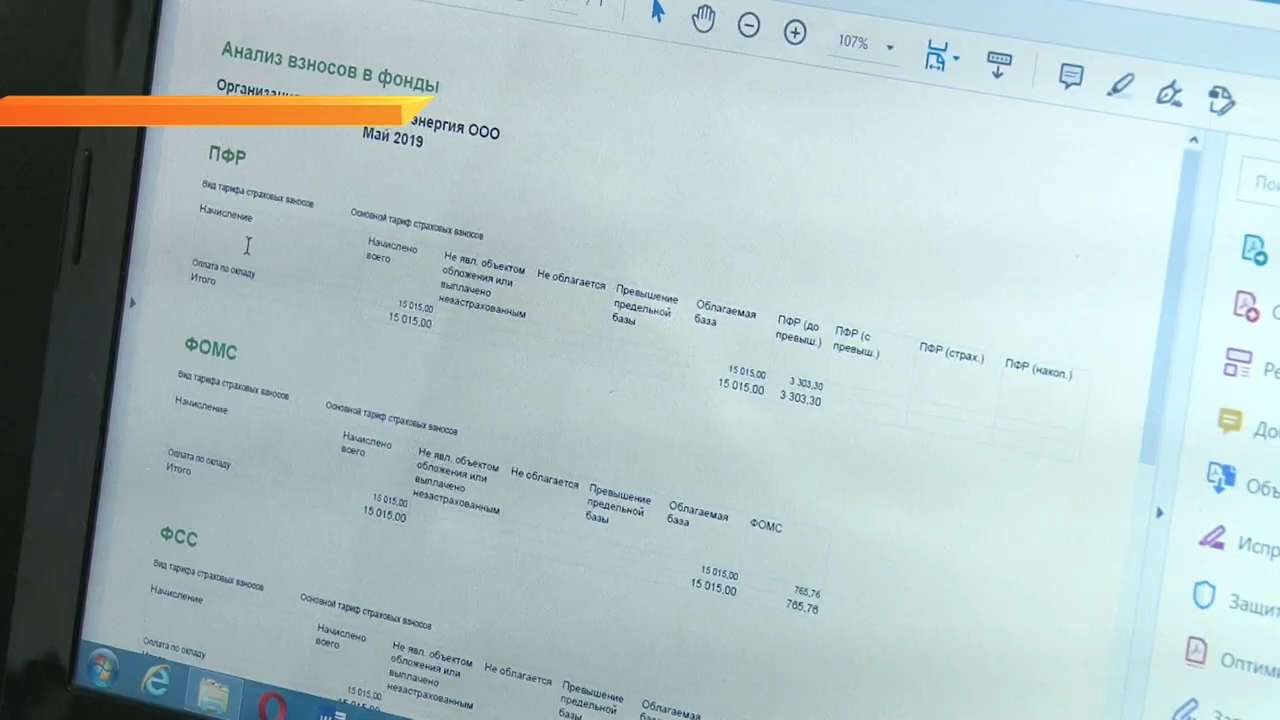 107%
Анализ взносов в фонды
энергия ООО
Май 2019
ПФР
Вид тарифа страховых взносов
Основной тариф страховых взносов
Начисление
Начислено всего
Не явл. объектом обложения или выплачено незастрахованным
Не облагается
Превышение предельной базы
Облагаемая база
ПФР (до превыш.)
ПФР (с превыш.)
ПФР (страх.)
ПФР (накоп.)
Оплата по окладу 15 015,00 15 015,00 3 303,30
Итого 15 015,00 15 015,00 3 303,30
ФОМС
Вид тарифа страховых взносов
Основной тариф страховых взносов
Начисление
Начислено всего
Не явл. объектом обложения или выплачено незастрахованным
Не облагается
Превышение предельной базы
Облагаемая база
ФОМС
Оплата по окладу 15 015,00 15 015,00 765,76
Итого 15 015,00 15 015,00 765,76
ФСС
Вид тарифа страховых взносов
Основной тариф страховых взносов
Начисление
Начислено всего
Не явл. объектом обложения или выплачено незастрахованным
Не облагается
Превышение предельной базы
Облагаемая
Оплата по окладу 15 015,00